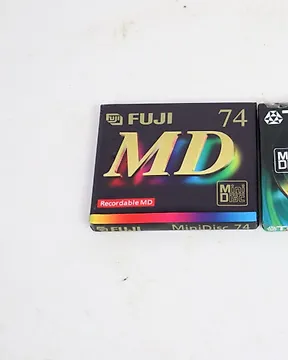 FUJI 74
MD
Recordable MD
Mini
Disc
FUJI MiniDisc 74